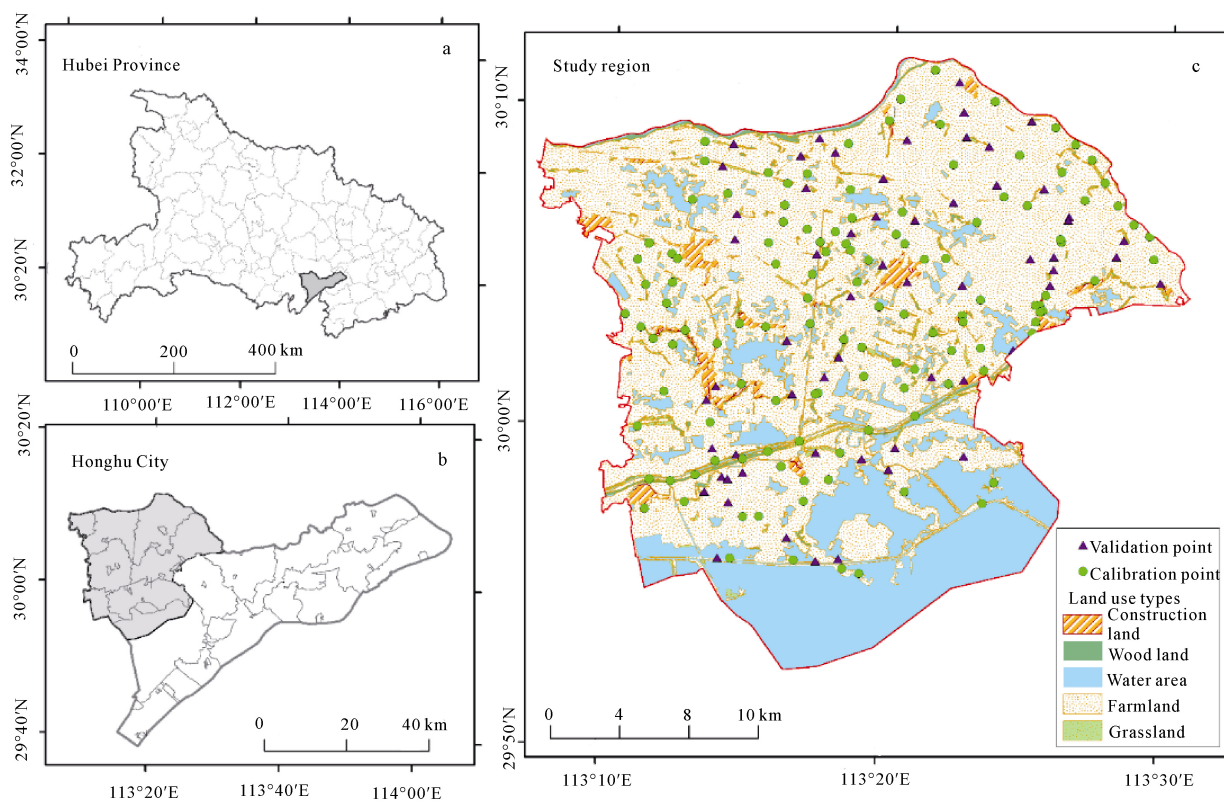 a
Hubei Province
34°00′N
32°00′N
30°20′N
0 200 400 km
110°00′E 112°00′E 114°00′E 116°00′E
b
Honghu City
30°20′N
30°00′N
29°40′N
0 20 40 km
113°20′E 113°40′E 114°00′E
c
Study region
30°10′N
30°00′N
29°50′N
0 4 8 10 km
113°10′E 113°20′E 113°30′E
Validation point
Calibration point
Land use types
Construction
land
Wood land
Water area
Farmland
Grassland